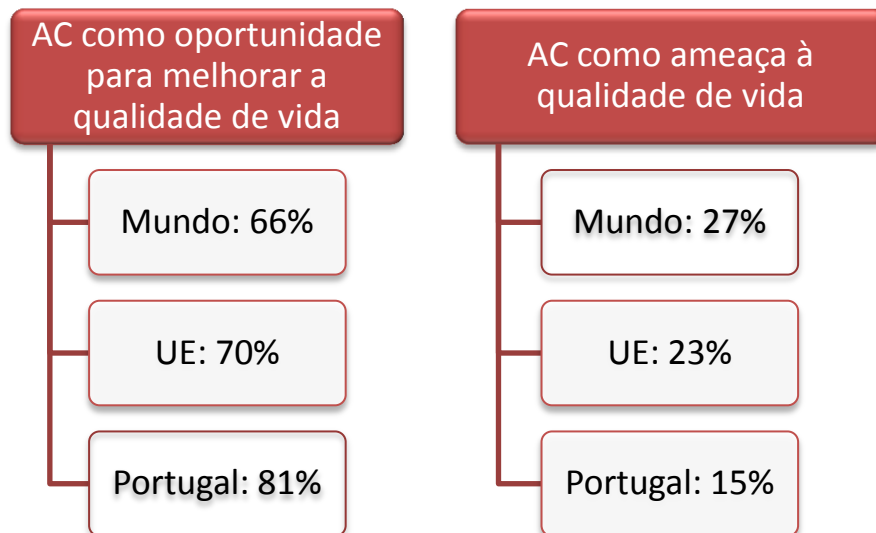 AC como oportunidade
para melhorar a
qualidade de vida
Mundo: 66%
UE: 70%
Portugal: 81%
AC como ameaça à
qualidade de vida
Mundo: 27%
UE: 23%
Portugal: 15%